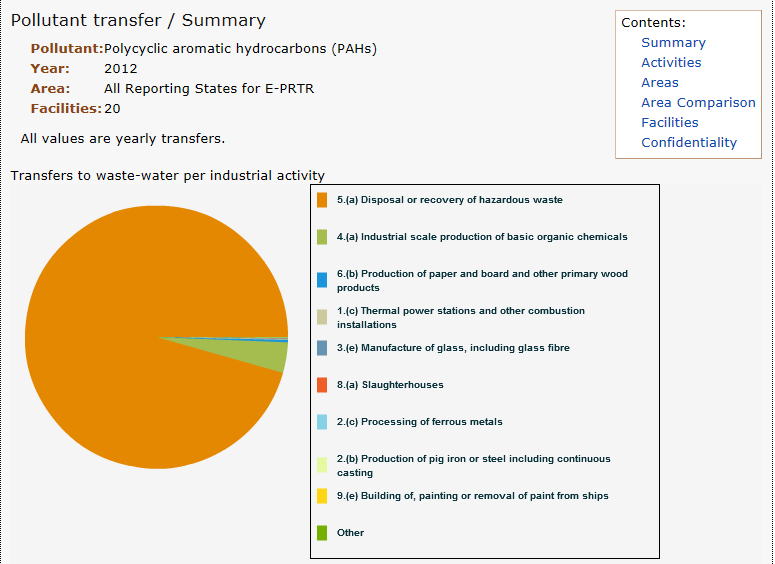 Pollutant transfer / Summary
Pollutant: Polycyclic aromatic hydrocarbons (PAHs)
Year: 2012
Area: All Reporting States for E-PRTR
Facilities: 20
All values are yearly transfers.
Contents:
Summary
Activities
Areas
Area Comparison
Facilities
Confidentiality
Transfers to waste-water per industrial activity
5.(a) Disposal or recovery of hazardous waste
4.(a) Industrial scale production of basic organic chemicals
6.(b) Production of paper and board and other primary wood
products
1.(c) Thermal power stations and other combustion
installations
3.(e) Manufacture of glass, including glass fibre
8.(a) Slaughterhouses
2.(c) Processing of ferrous metals
2.(b) Production of pig iron or steel including continuous
casting
9.(e) Building of, painting or removal of paint from ships
Other